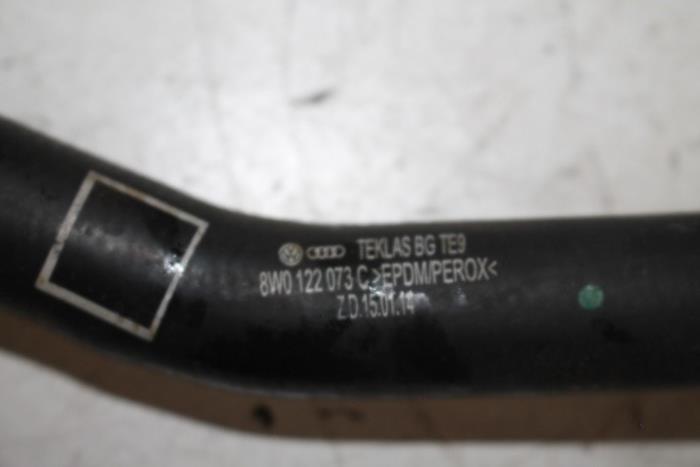 TEKLAS BG TE9
8W0 122 073 C >EPDM/PEROX<
Z.D.15.01.14